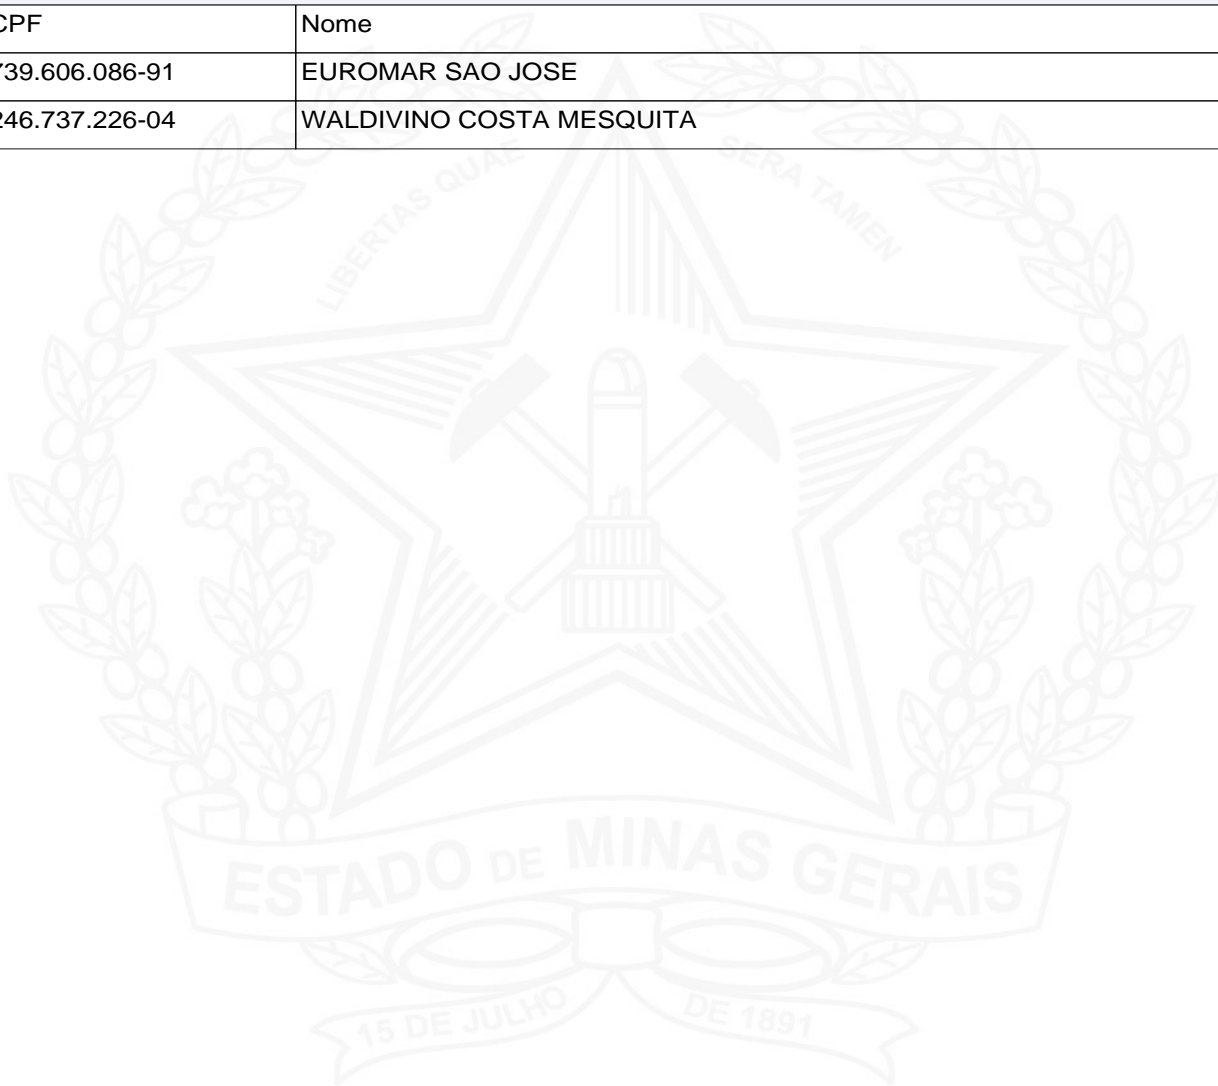 CPF Nome
739.606.086-91 EUROMAR SAO JOSE
246.737.226-04 WALDIVINO COSTA MESQUITA
LIBERTAS QUAE SERA TAMEN
ESTADO DE MINAS GERAIS
15 DE JULHO DE 1891